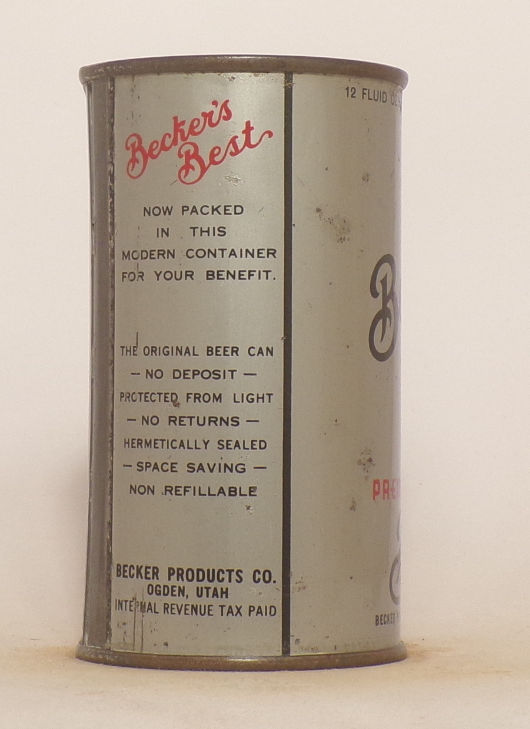 Becker's
Best
NOW PACKED
IN THIS
MODERN CONTAINER
FOR YOUR BENEFIT.
THE ORIGINAL BEER CAN
— NO DEPOSIT —
PROTECTED FROM LIGHT
— NO RETURNS —
HERMETICALLY SEALED
— SPACE SAVING —
NON REFILLABLE
BECKER PRODUCTS CO.
OGDEN, UTAH
INTERNAL REVENUE TAX PAID
12 FLUID